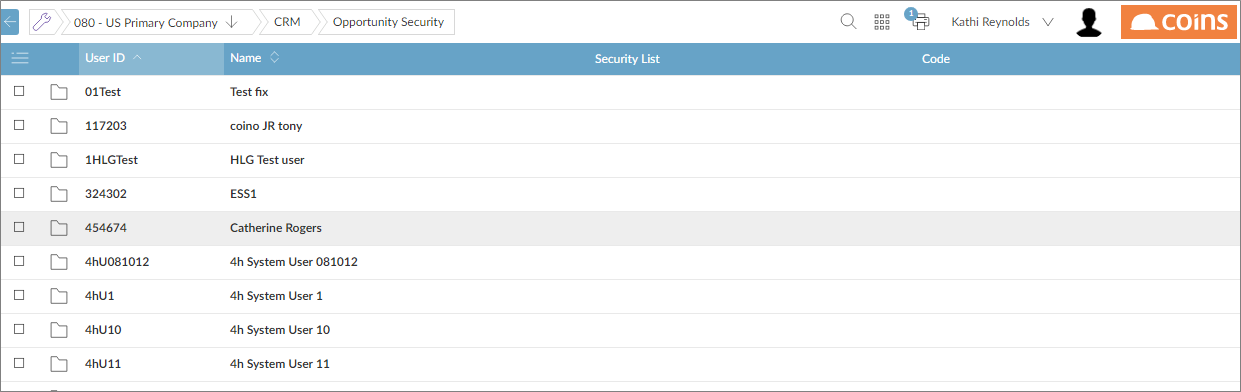 080 - US Primary Company CRM Opportunity Security 1 Kathi Reynolds coins
User ID Name Security List Code
01Test Test fix
117203 coino JR tony
1HLGTest HLG Test user
324302 ESS1
454674 Catherine Rogers
4hU081012 4h System User 081012
4hU1 4h System User 1
4hU10 4h System User 10
4hU11 4h System User 11